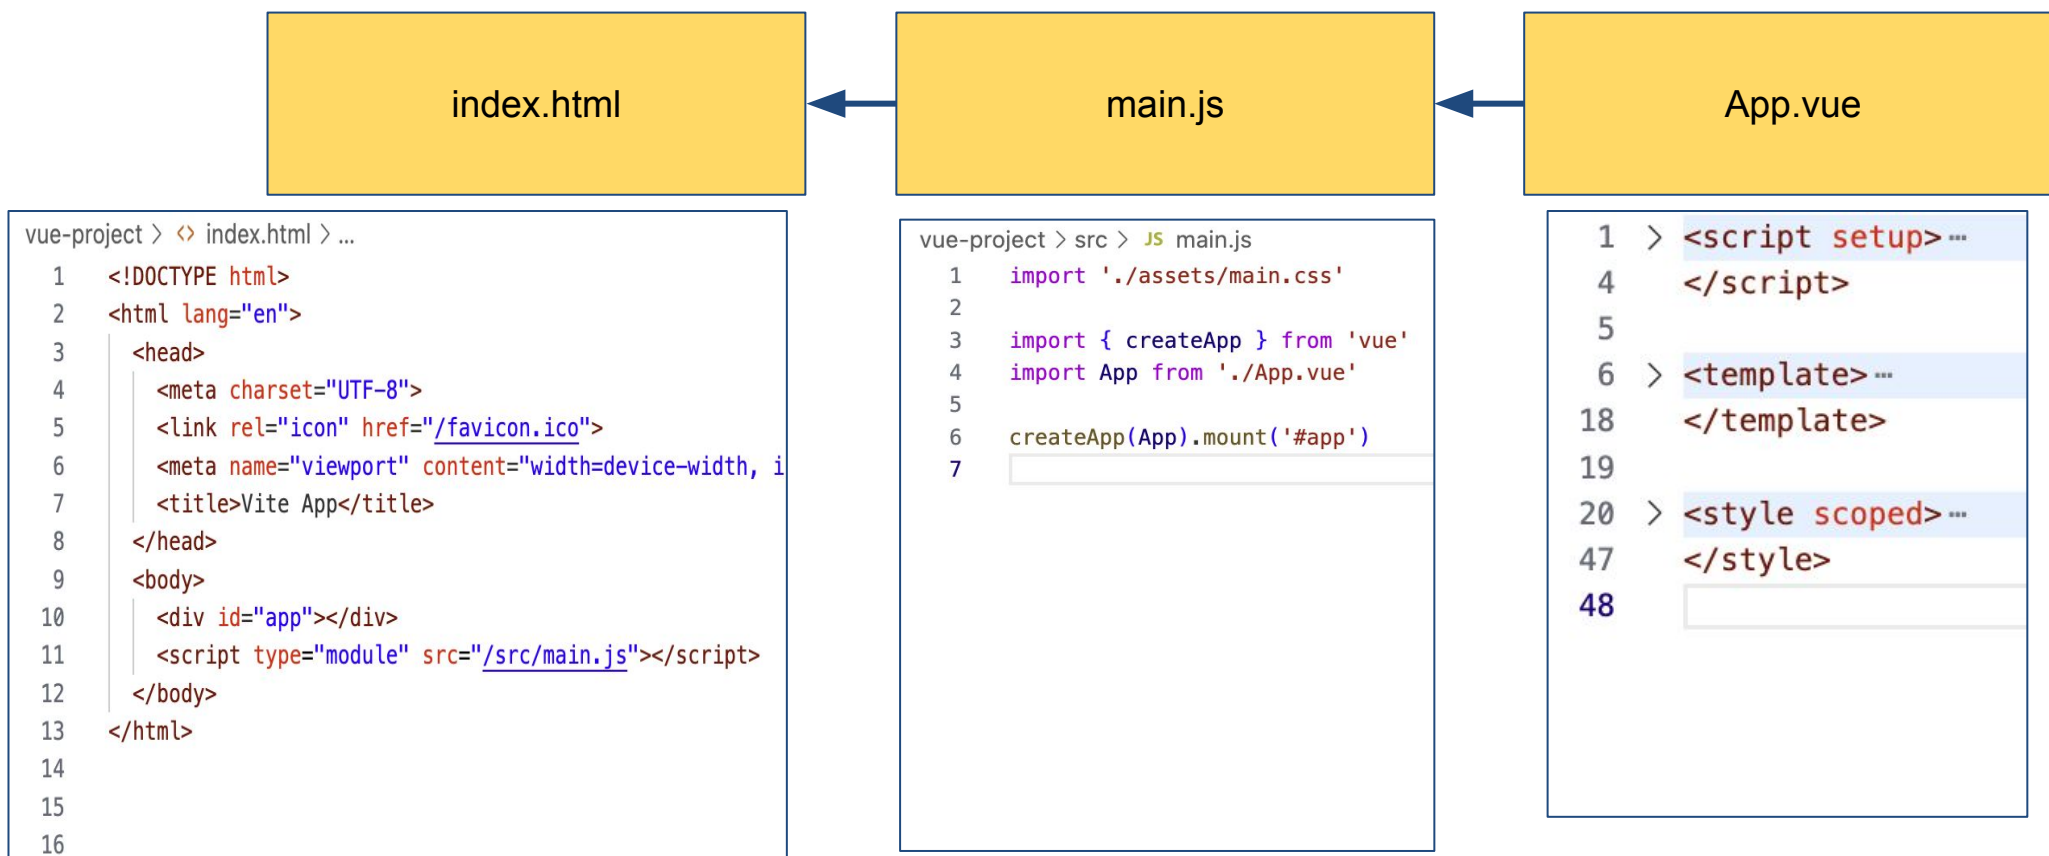 index.html
main.js
App.vue
vue-project > <> index.html > ...
1 <!DOCTYPE html>
2 <html lang="en">
3 <head>
4 <meta charset="UTF-8">
5 <link rel="icon" href="/favicon.ico">
6 <meta name="viewport" content="width=device-width, i
7 <title>Vite App</title>
8 </head>
9 <body>
10 <div id="app"></div>
11 <script type="module" src="/src/main.js"></script>
12 </body>
13 </html>
14
15
16
vue-project > src > JS main.js
1 import './assets/main.css'
2
3 import { createApp } from 'vue'
4 import App from './App.vue'
5
6 createApp(App).mount('#app')
7
1 > <script setup>…
4 </script>
5
6 > <template>…
18 </template>
19
20 > <style scoped>…
47 </style>
48